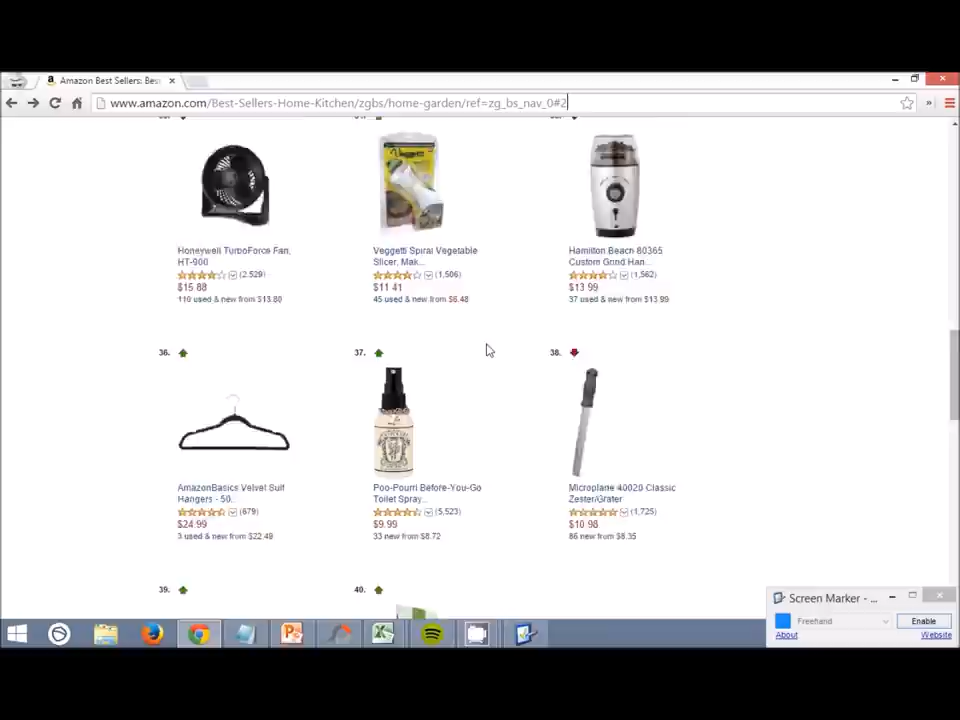 Amazon Best Sellers: Bes
www.amazon.com/Best-Sellers-Home-Kitchen/zgbs/home-garden/ref=zg_bs_nav_0#2
Honeywell TurboForce Fan,
HT-900
(2,529)
$15.88
110 used & new from $13.80
Veggetti Spiral Vegetable
Slicer, Mak...
(1,506)
$11.41
45 used & new from $6.48
Hamilton Beach 80365
Custom Grind Han...
(1,562)
$13.99
37 used & new from $13.99
36.
AmazonBasics Velvet Suit
Hangers - 50...
(679)
$24.99
3 used & new from $22.49
37.
Poo-Pourri Before-You-Go
Toilet Spray...
(5,523)
$9.99
33 new from $8.72
38.
Microplane 40020 Classic
Zester/Grater
(1,725)
$10.98
86 new from $8.35
39.
40.
Screen Marker - ...
Freehand
Enable
About
Website